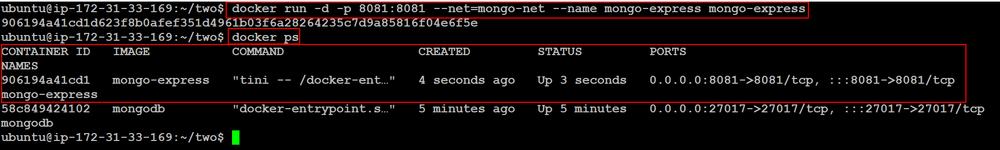 ubuntu@ip-172-31-33-169:~/two$ docker run -d -p 8081:8081 --net=mongo-net --name mongo-express mongo-express
906194a41cd1d623f8b0afef351d4961b03f6a28264235c7d9a85816f04e6f5e
ubuntu@ip-172-31-33-169:~/two$ docker ps
CONTAINER ID   IMAGE           COMMAND                  CREATED         STATUS         PORTS
NAMES
906194a41cd1   mongo-express   "tini -- /docker-ent…"   4 seconds ago   Up 3 seconds   0.0.0.0:8081->8081/tcp, :::8081->8081/tcp
mongo-express
58c849424102   mongodb         "docker-entrypoint.s…"   5 minutes ago   Up 5 minutes   0.0.0.0:27017->27017/tcp, :::27017->27017/tcp
mongodb
ubuntu@ip-172-31-33-169:~/two$